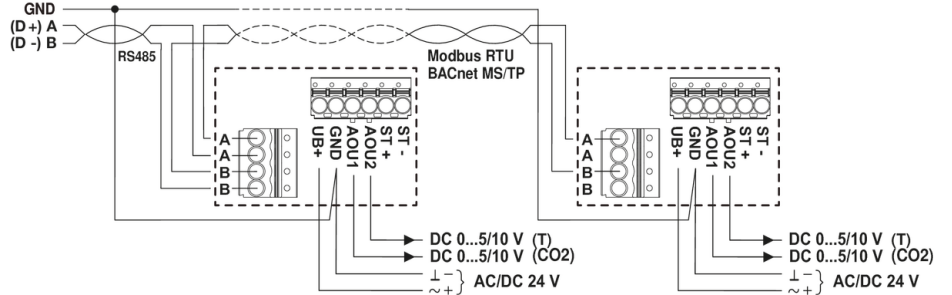 GND
(D +) A
(D -) B
RS485
Modbus RTU
BACnet MS/TP
A
A
B
B
UB+
GND
AOU1
AOU2
ST +
ST -
A
B
UB+
GND
AOU1
AOU2
ST +
ST -
DC 0...5/10 V (T)
DC 0...5/10 V (CO2)
⊥ -
~ +
} AC/DC 24 V
DC 0...5/10 V (T)
DC 0...5/10 V (CO2)
⊥ -
~ +
} AC/DC 24 V